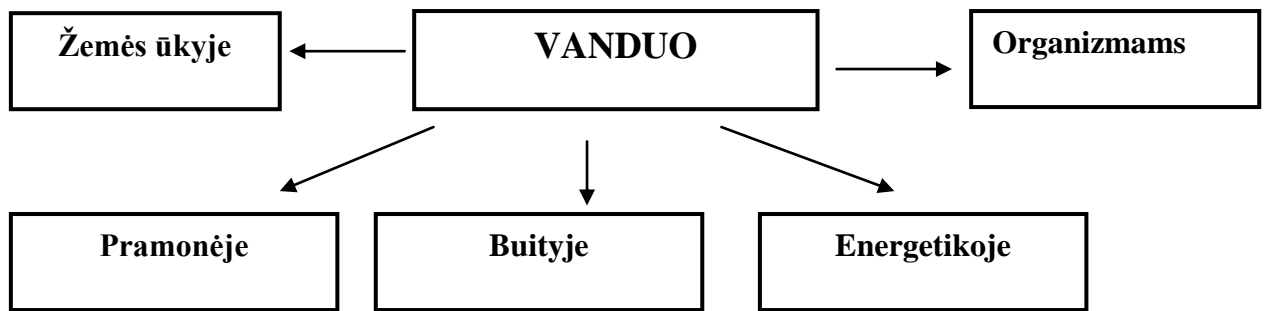 Žemės ūkyje
VANDUO
Organizmams
Pramonėje
Buityje
Energetikoje